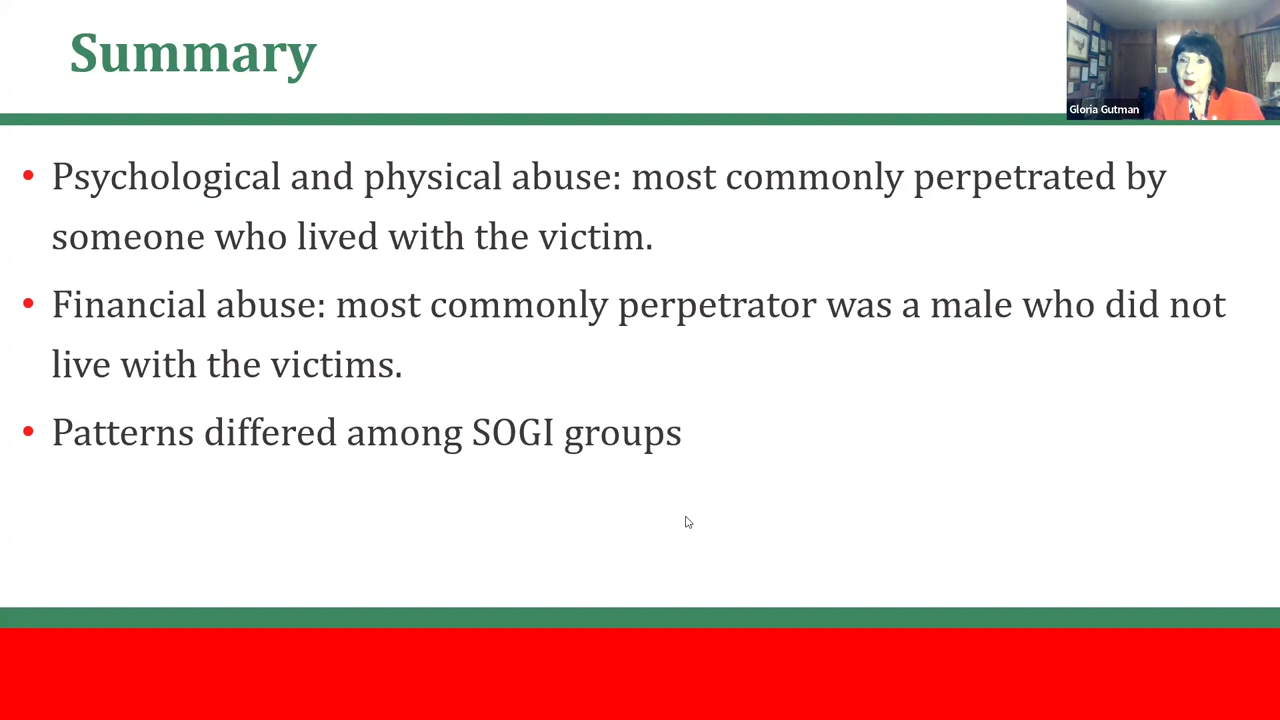 Summary
Gloria Gutman
• Psychological and physical abuse: most commonly perpetrated by
someone who lived with the victim.
• Financial abuse: most commonly perpetrator was a male who did not
live with the victims.
• Patterns differed among SOGI groups